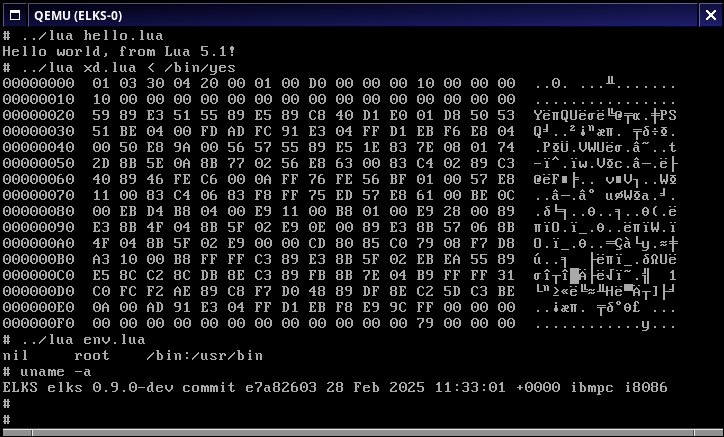 QEMU (ELKS-0)
# ../lua hello.lua
Hello world, from Lua 5.1!
# ../lua xd.lua < /bin/yes
00000000  01 03 30 04 20 00 01 00 D0 00 00 00 10 00 00 00  ..0. ...╨.......
00000010  10 00 00 00 00 00 00 00 00 00 00 00 00 00 00 00  ................
00000020  59 89 E3 51 55 89 E5 89 C8 40 D1 E0 01 D8 50 53  YëπQUëσë╚@╤α.╪PS
00000030  51 BE 04 00 FD AD FC 91 E3 04 FF D1 EB F6 E8 04  Q╛..²¡ⁿæπ. ╤δ÷Φ.
00000040  00 50 E8 9A 00 56 57 55 89 E5 1E 83 7E 08 01 74  .PΦÜ.VWUëσ.â~..t
00000050  2D 8B 5E 0A 8B 77 02 56 E8 63 00 83 C4 02 89 C3  -ï^.ïw.VΦc.â─.ë├
00000060  40 89 46 FE C6 00 0A FF 76 FE 56 BF 01 00 57 E8  @ëF■╞.. v■V┐..WΦ
00000070  11 00 83 C4 06 83 F8 FF 75 ED 57 E8 61 00 BE 0C  ..â─.â° uφWΦa.╛.
00000080  00 EB D4 B8 04 00 E9 11 00 B8 01 00 E9 28 00 89  .δ╘╕..Θ..╕..Θ(.ë
00000090  E3 8B 4F 04 8B 5F 02 E9 0E 00 89 E3 8B 57 06 8B  πïO.ï_.Θ..ëπïW.ï
000000A0  4F 04 8B 5F 02 E9 00 00 CD 80 85 C0 79 08 F7 D8  O.ï_.Θ..═Çà└y.≈╪
000000B0  A3 10 00 B8 FF FF C3 89 E3 8B 5F 02 EB EA 55 89  ú..╕  ├ëπï_.δΩUë
000000C0  E5 8C C2 8C DB 8E C3 89 FB 8B 7E 04 B9 FF FF 31  σî┬î█Ä├ë√ï~.╣  1
000000D0  C0 FC F2 AE 89 C8 F7 D0 48 89 DF 8E C2 5D C3 BE  └ⁿ≥«ë╚≈╨Hë▀Ä┬]├╛
000000E0  0A 00 AD 91 E3 04 FF D1 EB F8 E9 9C FF 00 00 00  ..¡æπ. ╤δ°Θ£ ...
000000F0  00 00 00 00 00 00 00 00 00 00 00 00 79 00 00 00  ............y...
# ../lua env.lua
nil     root    /bin:/usr/bin
# uname -a
ELKS elks 0.9.0-dev commit e7a82603 28 Feb 2025 11:33:01 +0000 ibmpc i8086
#
#